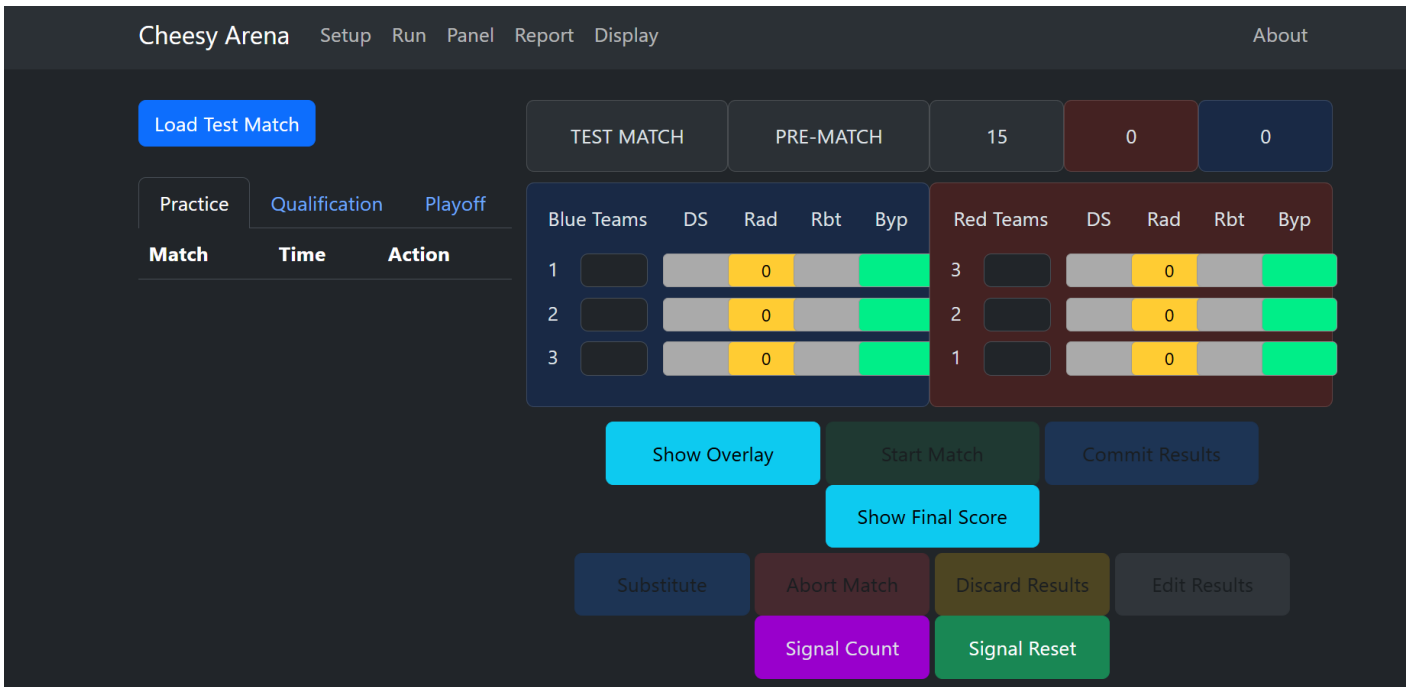 Cheesy Arena Setup Run Panel Report Display About
Load Test Match
TEST MATCH PRE-MATCH 15 0 0
Practice Qualification Playoff
Match Time Action
Blue Teams DS Rad Rbt Byp
1 0
2 0
3 0
Red Teams DS Rad Rbt Byp
3 0
2 0
1 0
Show Overlay Start Match Commit Results
Show Final Score
Substitute Abort Match Discard Results Edit Results
Signal Count Signal Reset